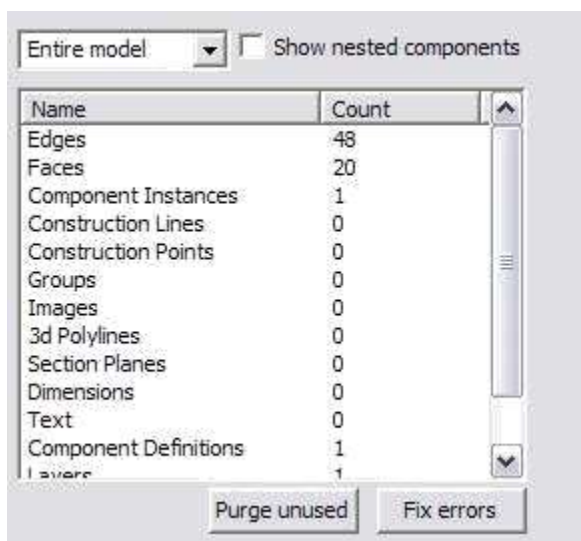 Entire model Show nested components
Name Count
Edges 48
Faces 20
Component Instances 1
Construction Lines 0
Construction Points 0
Groups 0
Images 0
3d Polylines 0
Section Planes 0
Dimensions 0
Text 0
Component Definitions 1
Layers 1
Purge unused Fix errors